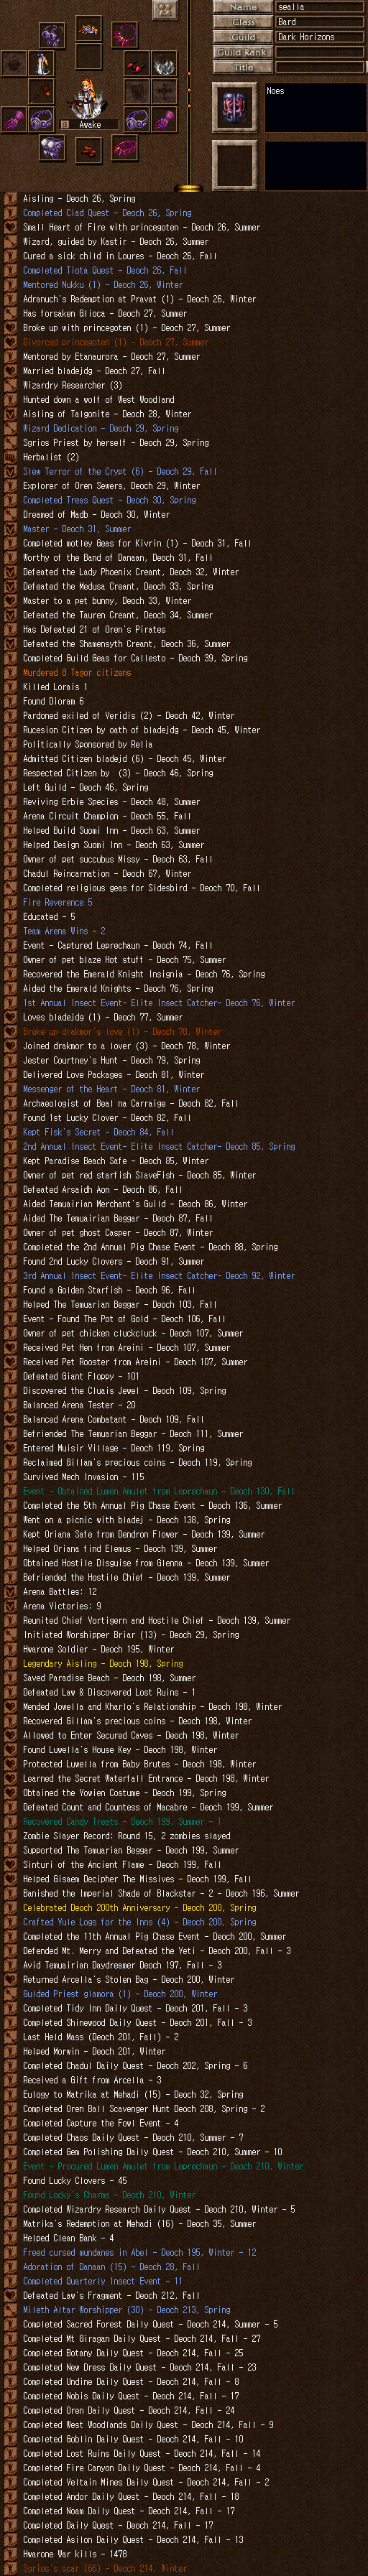 Name sealla
Class Bard
Guild Dark Horizons
Guild Rank
Title
Noes
Awake
Aisling - Deoch 26, Spring
Completed Ciad Quest - Deoch 26, Spring
Small Heart of Fire with princegoten - Deoch 26, Summer
Wizard, guided by Kastir - Deoch 26, Summer
Cured a sick child in Loures - Deoch 26, Fall
Completed Tiota Quest - Deoch 26, Fall
Mentored Nukku (1) - Deoch 26, Winter
Adranuch's Redemption at Pravat (1) - Deoch 26, Winter
Has forsaken Glioca - Deoch 27, Summer
Broke up with princegoten (1) - Deoch 27, Summer
Divorced princegoten (1) - Deoch 27, Summer
Mentored by Etanaurora - Deoch 27, Summer
Married bladejdg - Deoch 27, Fall
Wizardry Researcher (3)
Hunted down a wolf of West Woodland
Aisling of Talgonite - Deoch 28, Winter
Wizard Dedication - Deoch 29, Spring
Sgrios Priest by herself - Deoch 29, Spring
Herbalist (2)
Slew Terror of the Crypt (6) - Deoch 29, Fall
Explorer of Oren Sewers, Deoch 29, Winter
Completed Treas Quest - Deoch 30, Spring
Dreamed of Madb - Deoch 30, Winter
Master - Deoch 31, Summer
Completed motley Geas for Kivrin (1) - Deoch 31, Fall
Worthy of the Band of Danaan, Deoch 31, Fall
Defeated the Lady Phoenix Creant, Deoch 32, Winter
Defeated the Medusa Creant, Deoch 33, Spring
Master to a pet bunny, Deoch 33, Winter
Defeated the Tauren Creant, Deoch 34, Summer
Has Defeated 21 of Oren's Pirates
Defeated the Shamensyth Creant, Deoch 36, Summer
Completed Guild Geas for Callesto - Deoch 39, Spring
Murdered 8 Tagor citizens
Killed Lorais 1
Found Dioram 6
Pardoned exiled of Veridis (2) - Deoch 42, Winter
Rucesion Citizen by oath of bladejdg - Deoch 45, Winter
Politically Sponsored by Relia
Admitted Citizen bladejd (6) - Deoch 45, Winter
Respected Citizen by  (3) - Deoch 46, Spring
Left Guild - Deoch 46, Spring
Reviving Erbie Species - Deoch 48, Summer
Arena Circuit Champion - Deoch 55, Fall
Helped Build Suomi Inn - Deoch 63, Summer
Helped Design Suomi Inn - Deoch 63, Summer
Owner of pet succubus Missy - Deoch 63, Fall
Chadul Reincarnation - Deoch 67, Winter
Completed religious geas for Sidesbird - Deoch 70, Fall
Fire Reverence 5
Educated - 5
Team Arena Wins - 2
Event - Captured Leprechaun - Deoch 74, Fall
Owner of pet blaze Hot stuff - Deoch 75, Summer
Recovered the Emerald Knight Insignia - Deoch 76, Spring
Aided the Emerald Knights - Deoch 76, Spring
1st Annual Insect Event- Elite Insect Catcher- Deoch 76, Winter
Loves bladejdg (1) - Deoch 77, Summer
Broke up drakmor's love (1) - Deoch 78, Winter
Joined drakmor to a lover (3) - Deoch 78, Winter
Jester Courtney's Hunt - Deoch 79, Spring
Delivered Love Packages - Deoch 81, Winter
Messenger of the Heart - Deoch 81, Winter
Archaeologist of Beal na Carraige - Deoch 82, Fall
Found 1st Lucky Clover - Deoch 82, Fall
Kept Fisk's Secret - Deoch 84, Fall
2nd Annual Insect Event- Elite Insect Catcher- Deoch 85, Spring
Kept Paradise Beach Safe - Deoch 85, Winter
Owner of pet red starfish SlaveFish - Deoch 85, Winter
Defeated Arsaidh Aon - Deoch 86, Fall
Aided Temuairian Merchant's Guild - Deoch 86, Winter
Aided The Temuairian Beggar - Deoch 87, Fall
Owner of pet ghost Casper - Deoch 87, Winter
Completed the 2nd Annual Pig Chase Event - Deoch 88, Spring
Found 2nd Lucky Clovers - Deoch 91, Summer
3rd Annual Insect Event- Elite Insect Catcher- Deoch 92, Winter
Found a Golden Starfish - Deoch 96, Fall
Helped The Temuarian Beggar - Deoch 103, Fall
Event - Found The Pot of Gold - Deoch 106, Fall
Owner of pet chicken cluckcluck - Deoch 107, Summer
Received Pet Hen from Areini - Deoch 107, Summer
Received Pet Rooster from Areini - Deoch 107, Summer
Defeated Giant Floppy - 101
Discovered the Cluais Jewel - Deoch 109, Spring
Balanced Arena Tester - 20
Balanced Arena Combatant - Deoch 109, Fall
Befriended The Temuarian Beggar - Deoch 111, Summer
Entered Muisir Village - Deoch 119, Spring
Reclaimed Gillam's precious coins - Deoch 119, Spring
Survived Mech Invasion - 115
Event - Obtained Lumen Amulet from Leprechaun - Deoch 130, Fall
Completed the 5th Annual Pig Chase Event - Deoch 136, Summer
Went on a picnic with bladej - Deoch 138, Spring
Kept Oriana Safe from Dendron Flower - Deoch 139, Summer
Helped Oriana find Elemus - Deoch 139, Summer
Obtained Hostile Disguise from Glenna - Deoch 139, Summer
Befriended the Hostile Chief - Deoch 139, Summer
Arena Battles: 12
Arena Victories: 9
Reunited Chief Vortigern and Hostile Chief - Deoch 139, Summer
Initiated Worshipper Briar (13) - Deoch 29, Spring
Hwarone Soldier - Deoch 195, Winter
Legendary Aisling - Deoch 198, Spring
Saved Paradise Beach - Deoch 198, Summer
Defeated Law & Discovered Lost Ruins - 1
Mended Jowella and Kharlo's Relationship - Deoch 198, Winter
Recovered Gillam's precious coins - Deoch 198, Winter
Allowed to Enter Secured Caves - Deoch 198, Winter
Found Luwella's House Key - Deoch 198, Winter
Protected Luwella from Baby Brutes - Deoch 198, Winter
Learned the Secret Waterfall Entrance - Deoch 198, Winter
Obtained the Yowien Costume - Deoch 199, Spring
Defeated Count and Countess of Macabre - Deoch 199, Summer
Recovered Candy Treats - Deoch 199, Summer - 1
Zombie Slayer Record: Round 15, 2 zombies slayed
Supported The Temuarian Beggar - Deoch 199, Summer
Sinturi of the Ancient Flame - Deoch 199, Fall
Helped Gissem Decipher The Missives - Deoch 199, Fall
Banished the Imperial Shade of Blackstar - 2 - Deoch 196, Summer
Celebrated Deoch 200th Anniversary - Deoch 200, Spring
Crafted Yule Logs for the Inns (4) - Deoch 200, Spring
Completed the 11th Annual Pig Chase Event - Deoch 200, Summer
Defended Mt. Merry and Defeated the Yeti - Deoch 200, Fall - 3
Avid Temuairian Daydreamer Deoch 197, Fall - 3
Returned Arcella's Stolen Bag - Deoch 200, Winter
Guided Priest glamora (1) - Deoch 200, Winter
Completed Tidy Inn Daily Quest - Deoch 201, Fall - 3
Completed Shinewood Daily Quest - Deoch 201, Fall - 3
Last Held Mass (Deoch 201, Fall) - 2
Helped Morwin - Deoch 201, Winter
Completed Chadul Daily Quest - Deoch 202, Spring - 6
Received a Gift from Arcella - 3
Eulogy to Matrika at Mehadi (15) - Deoch 32, Spring
Completed Oren Ball Scavenger Hunt Deoch 208, Spring - 2
Completed Capture the Fowl Event - 4
Completed Chaos Daily Quest - Deoch 210, Summer - 7
Completed Gem Polishing Daily Quest - Deoch 210, Summer - 10
Event - Procured Lumen Amulet from Leprechaun - Deoch 210, Winter
Found Lucky Clovers - 45
Found Lucky's Charms - Deoch 210, Winter
Completed Wizardry Research Daily Quest - Deoch 210, Winter - 5
Matrika's Redemption at Mehadi (16) - Deoch 35, Summer
Helped Clean Bank - 4
Freed cursed mundanes in Abel - Deoch 195, Winter - 12
Adoration of Danaan (15) - Deoch 28, Fall
Completed Quarterly Insect Event - 11
Defeated Law's Fragment - Deoch 212, Fall
Mileth Altar Worshipper (30) - Deoch 213, Spring
Completed Sacred Forest Daily Quest - Deoch 214, Summer - 5
Completed Mt Giragan Daily Quest - Deoch 214, Fall - 27
Completed Botany Daily Quest - Deoch 214, Fall - 25
Completed New Dress Daily Quest - Deoch 214, Fall - 23
Completed Undine Daily Quest - Deoch 214, Fall - 8
Completed Nobis Daily Quest - Deoch 214, Fall - 17
Completed Oren Daily Quest - Deoch 214, Fall - 24
Completed West Woodlands Daily Quest - Deoch 214, Fall - 9
Completed Goblin Daily Quest - Deoch 214, Fall - 10
Completed Lost Ruins Daily Quest - Deoch 214, Fall - 14
Completed Fire Canyon Daily Quest - Deoch 214, Fall - 4
Completed Veltain Mines Daily Quest - Deoch 214, Fall - 2
Completed Andor Daily Quest - Deoch 214, Fall - 18
Completed Noam Daily Quest - Deoch 214, Fall - 17
Completed Daily Quest - Deoch 214, Fall - 17
Completed Asilon Daily Quest - Deoch 214, Fall - 13
Hwarone War kills - 1478
Sgrios's scar (66) - Deoch 214, Winter